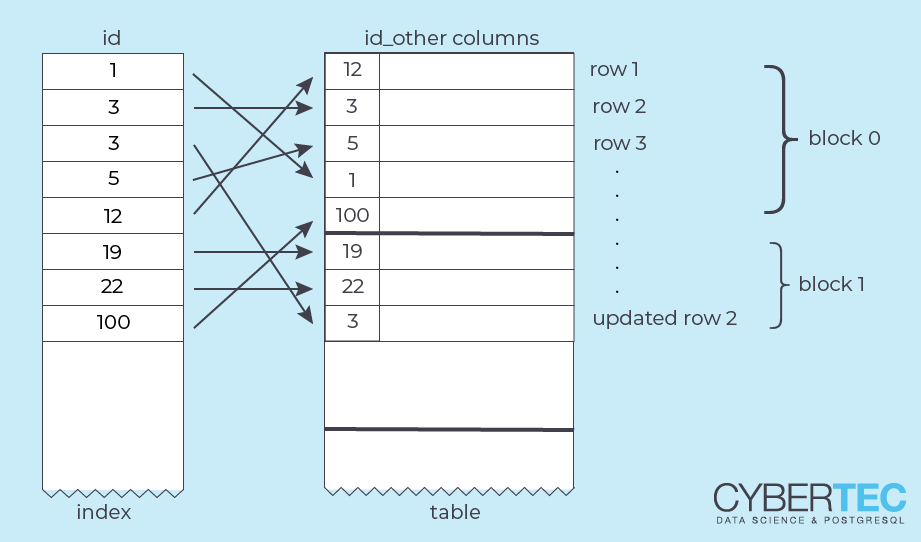 id
id_other columns
1
3
3
5
12
19
22
100
12
3
5
1
100
19
22
3
row 1
row 2
row 3
.
.
.
.
.
.
updated row 2
block 0
block 1
index
table
CYBERTEC
DATA SCIENCE & POSTGRESQL